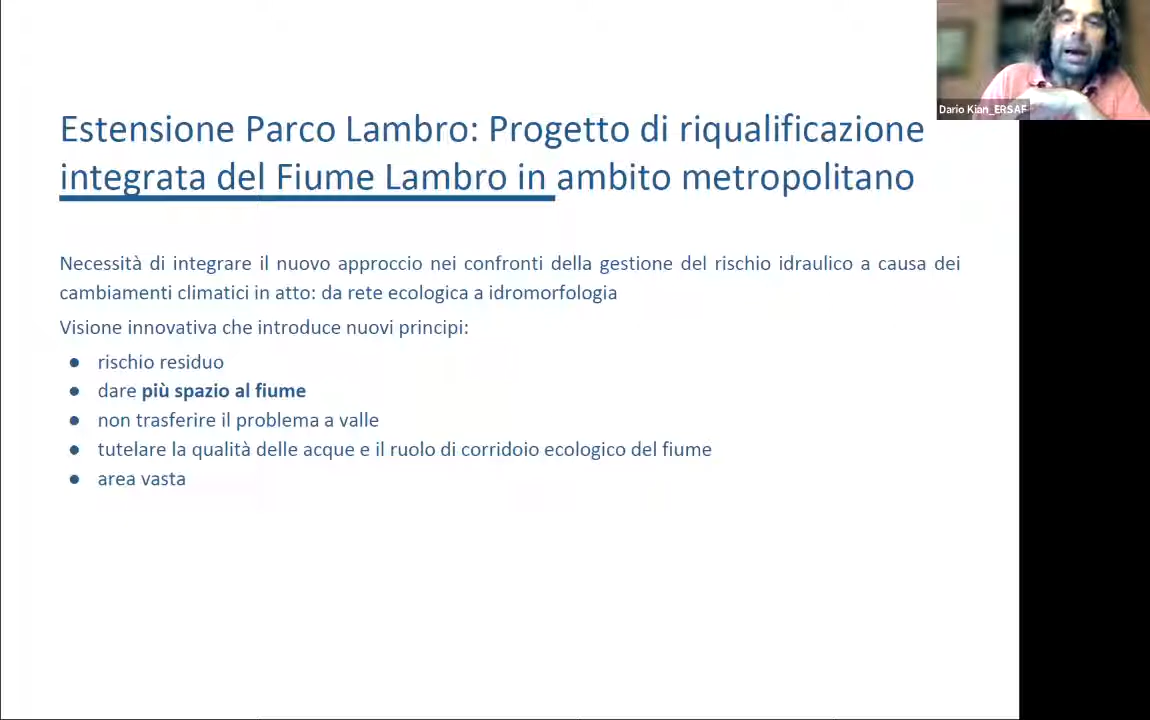 Estensione Parco Lambro: Progetto di riqualificazione
integrata del Fiume Lambro in ambito metropolitano
Necessità di integrare il nuovo approccio nei confronti della gestione del rischio idraulico a causa dei
cambiamenti climatici in atto: da rete ecologica a idromorfologia
Visione innovativa che introduce nuovi principi:
● rischio residuo
● dare più spazio al fiume
● non trasferire il problema a valle
● tutelare la qualità delle acque e il ruolo di corridoio ecologico del fiume
● area vasta
Dario Kian_ERSAF